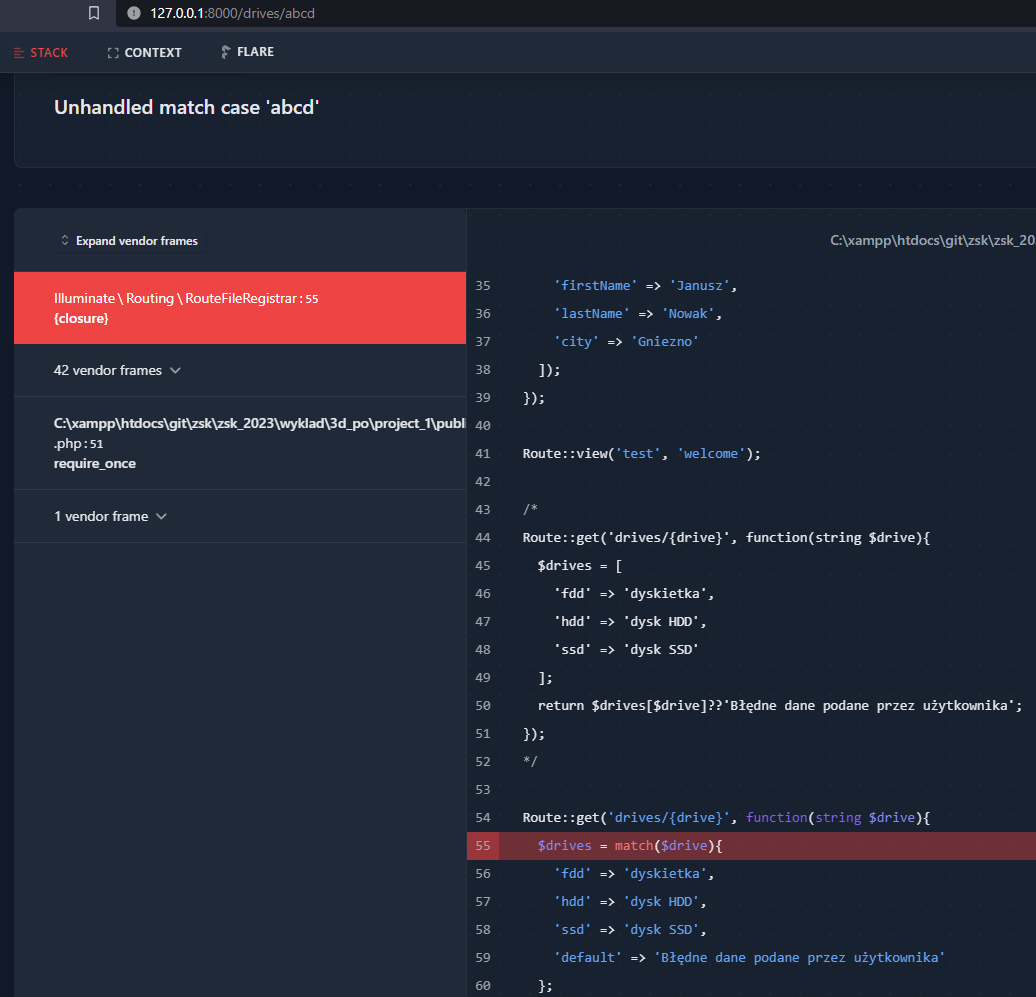 127.0.0.1:8000/drives/abcd
STACK CONTEXT FLARE
Unhandled match case 'abcd'
Expand vendor frames
Illuminate \ Routing \ RouteFileRegistrar : 55
{closure}
42 vendor frames
C:\xampp\htdocs\git\zsk\zsk_2023\wyklad\3d_po\project_1\publi
.php : 51
require_once
1 vendor frame
C:\xampp\htdocs\git\zsk\zsk_20
35 'firstName' => 'Janusz',
36 'lastName' => 'Nowak',
37 'city' => 'Gniezno'
38 ]);
39 });
40
41 Route::view('test', 'welcome');
42
43 /*
44 Route::get('drives/{drive}', function(string $drive){
45 $drives = [
46 'fdd' => 'dyskietka',
47 'hdd' => 'dysk HDD',
48 'ssd' => 'dysk SSD'
49 ];
50 return $drives[$drive]??'Błędne dane podane przez użytkownika';
51 });
52 */
53
54 Route::get('drives/{drive}', function(string $drive){
55 $drives = match($drive){
56 'fdd' => 'dyskietka',
57 'hdd' => 'dysk HDD',
58 'ssd' => 'dysk SSD',
59 'default' => 'Błędne dane podane przez użytkownika'
60 };